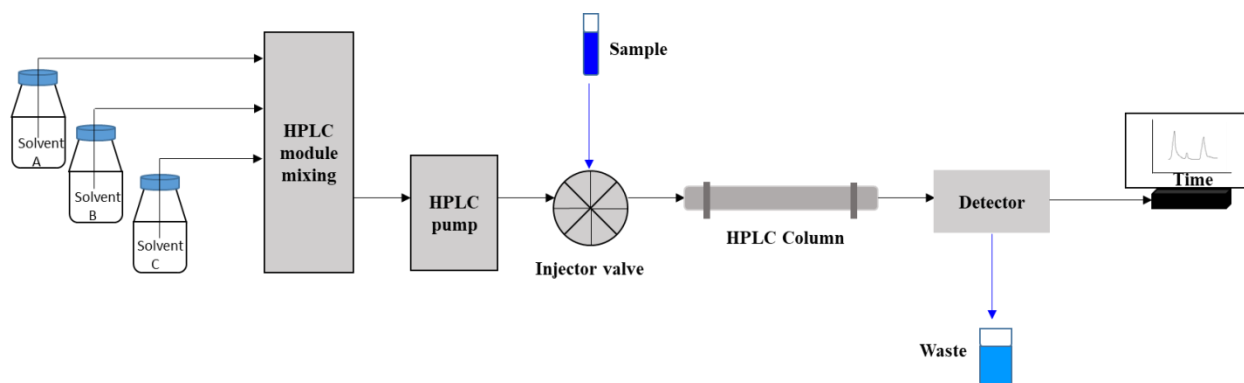 Solvent
A
Solvent
B
Solvent
C
HPLC
module
mixing
HPLC
pump
Sample
Injector valve
HPLC Column
Detector
Time
Waste